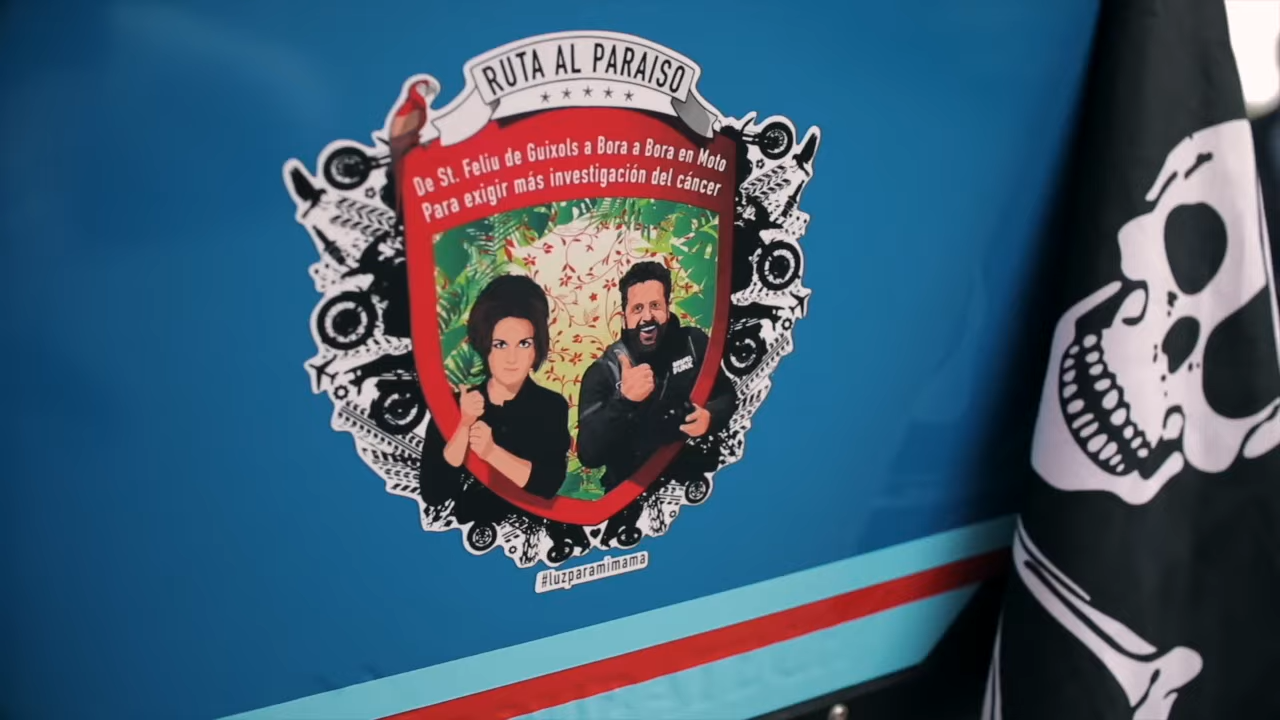 RUTA AL PARAISO
De St. Feliu de Guixols a Bora a Bora en Moto
Para exigir más investigación del cáncer
#luzparamimama